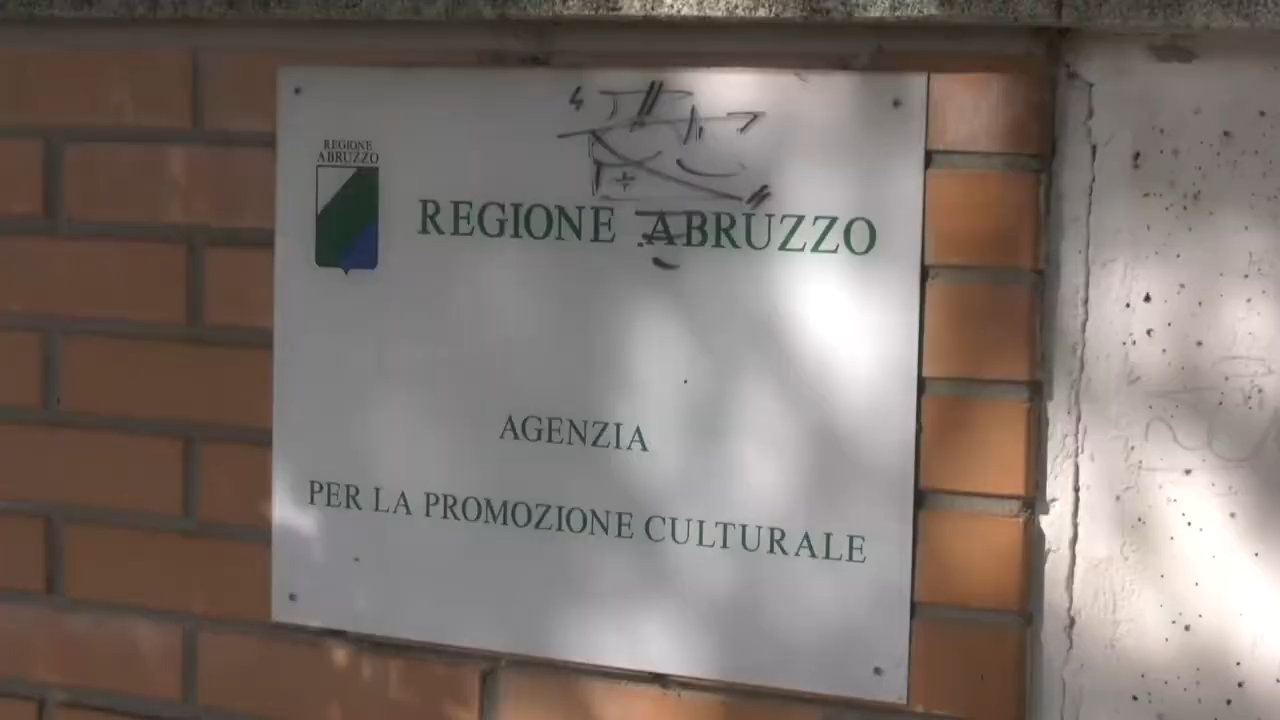 REGIONE
ABRUZZO
REGIONE ABRUZZO
AGENZIA
PER LA PROMOZIONE CULTURALE